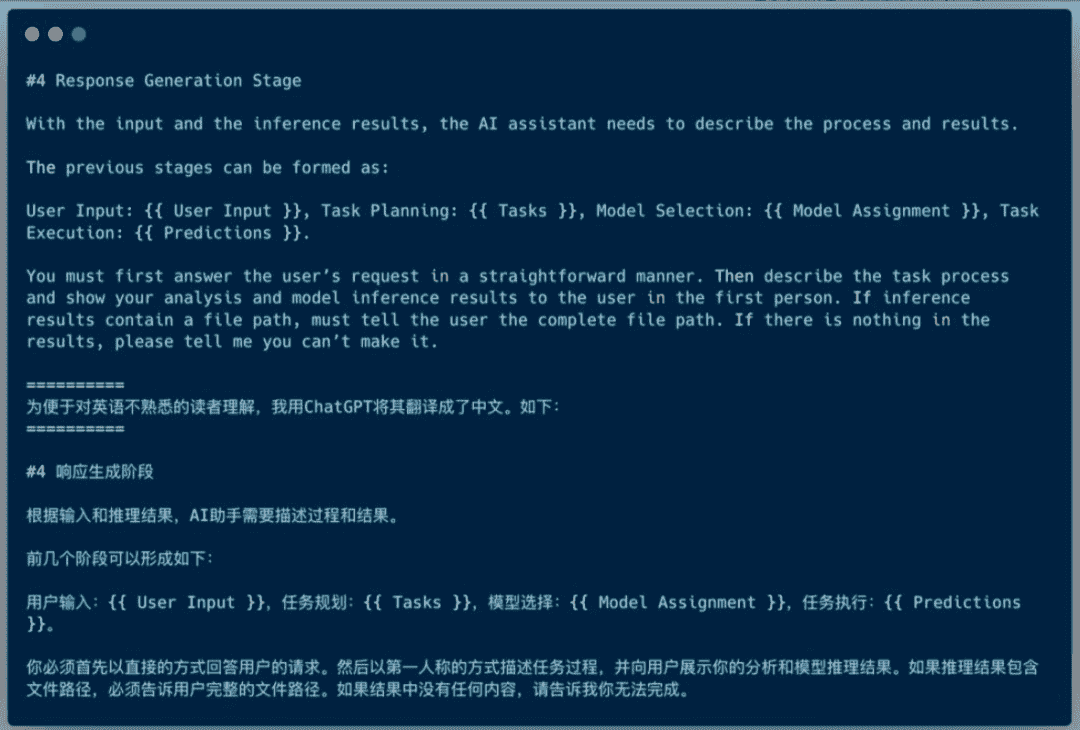 #4 Response Generation Stage
With the input and the inference results, the AI assistant needs to describe the process and results.
The previous stages can be formed as:
User Input: {{ User Input }}, Task Planning: {{ Tasks }}, Model Selection: {{ Model Assignment }}, Task
Execution: {{ Predictions }}.
You must first answer the user’s request in a straightforward manner. Then describe the task process
and show your analysis and model inference results to the user in the first person. If inference
results contain a file path, must tell the user the complete file path. If there is nothing in the
results, please tell me you can’t make it.
==========
为便于对英语不熟悉的读者理解，我用ChatGPT将其翻译成了中文。如下：
==========
#4 响应生成阶段
根据输入和推理结果，AI助手需要描述过程和结果。
前几个阶段可以形成如下：
用户输入：{{ User Input }}，任务规划：{{ Tasks }}，模型选择：{{ Model Assignment }}，任务执行：{{ Predictions
}}。
你必须首先以直接的方式回答用户的请求。然后以第一人称的方式描述任务过程，并向用户展示你的分析和模型推理结果。如果推理结果包含
文件路径，必须告诉用户完整的文件路径。如果结果中没有任何内容，请告诉我你无法完成。